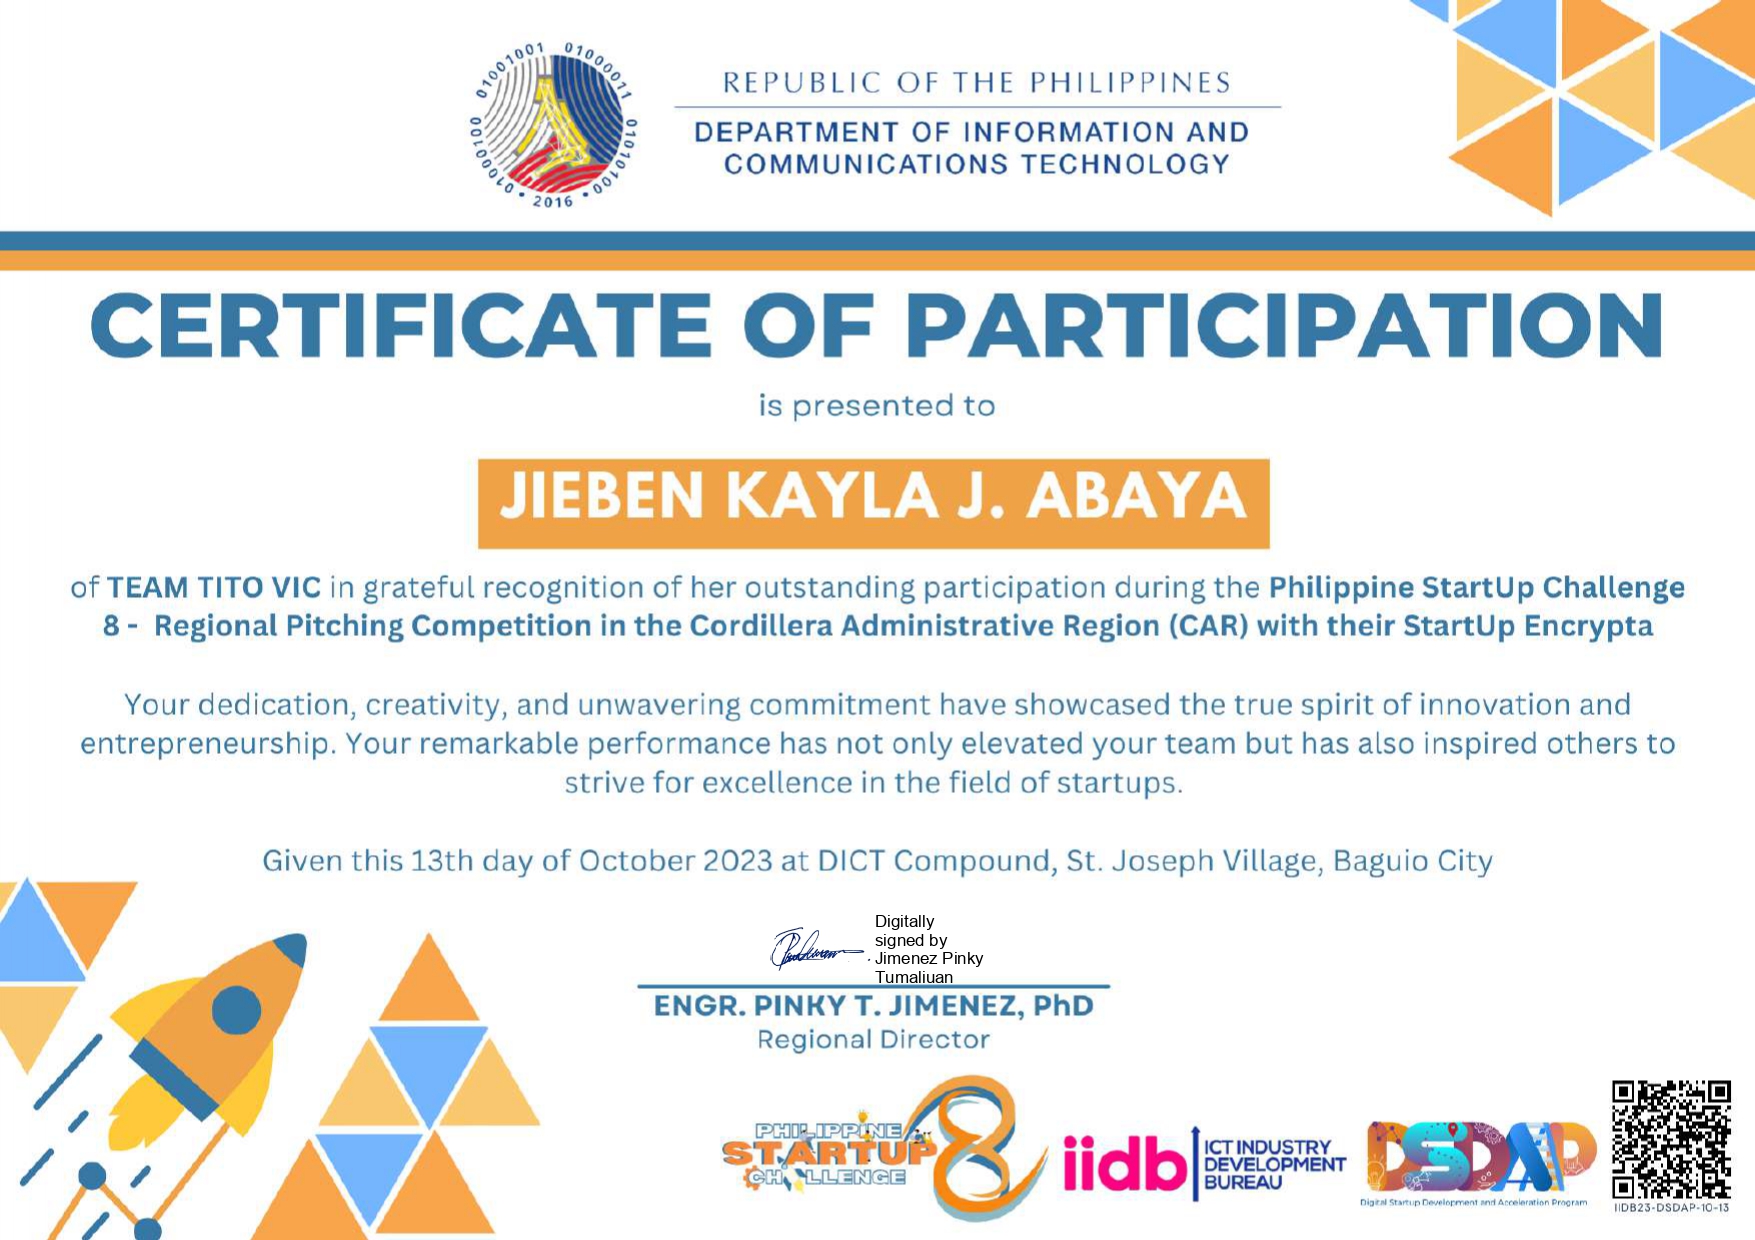 01001001 01000011 01010100 • 2016 • 01000100
REPUBLIC OF THE PHILIPPINES
DEPARTMENT OF INFORMATION AND
COMMUNICATIONS TECHNOLOGY
CERTIFICATE OF PARTICIPATION
is presented to
JIEBEN KAYLA J. ABAYA
of TEAM TITO VIC in grateful recognition of her outstanding participation during the Philippine StartUp Challenge
8 - Regional Pitching Competition in the Cordillera Administrative Region (CAR) with their StartUp Encrypta
Your dedication, creativity, and unwavering commitment have showcased the true spirit of innovation and
entrepreneurship. Your remarkable performance has not only elevated your team but has also inspired others to
strive for excellence in the field of startups.
Given this 13th day of October 2023 at DICT Compound, St. Joseph Village, Baguio City
Digitally
signed by
Jimenez Pinky
Tumaliuan
ENGR. PINKY T. JIMENEZ, PhD
Regional Director
PHILIPPINE
STARTUP 8
CHALLENGE
iidb
ICT INDUSTRY
DEVELOPMENT
BUREAU
DSDAP
Digital Startup Development and Acceleration Program
IIDB23-DSDAP-10-13